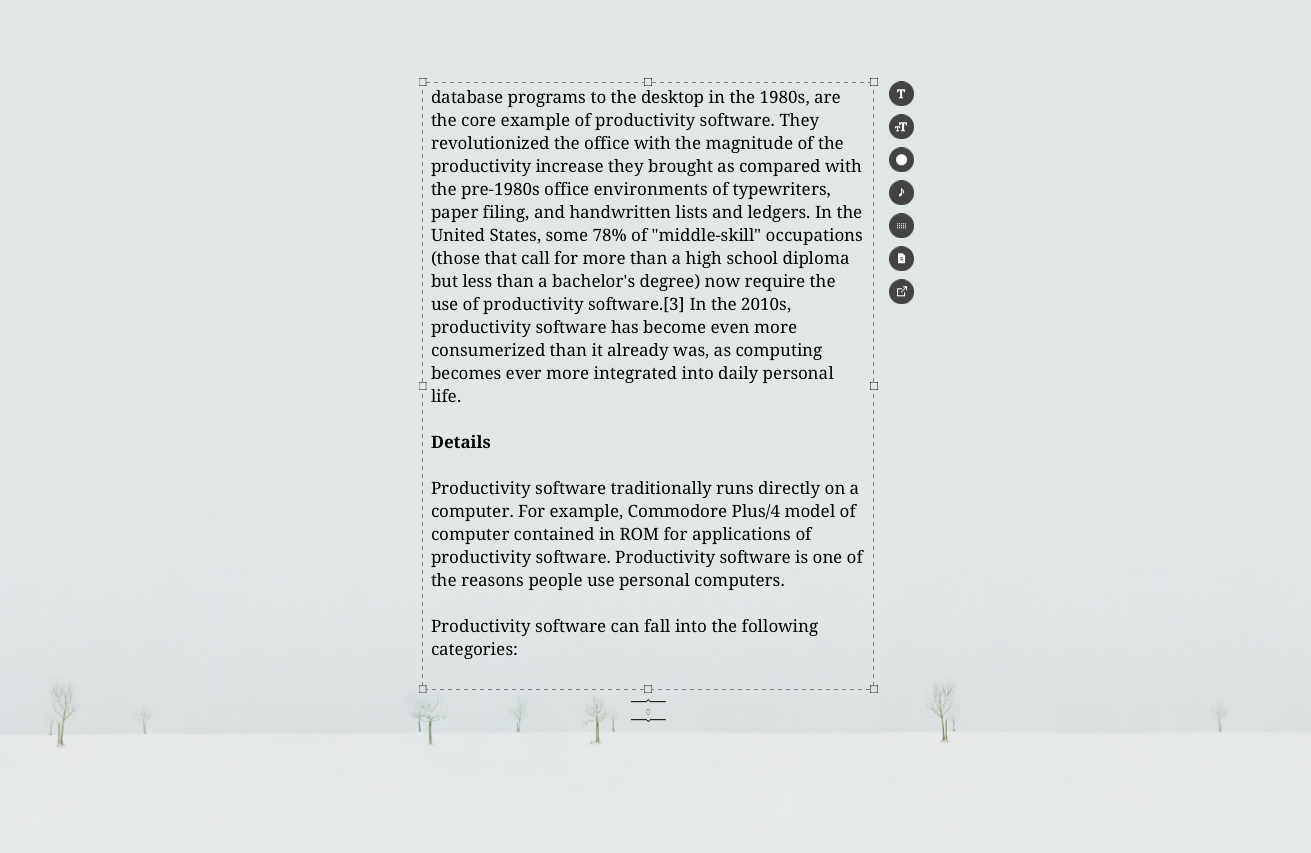 database programs to the desktop in the 1980s, are
the core example of productivity software. They
revolutionized the office with the magnitude of the
productivity increase they brought as compared with
the pre-1980s office environments of typewriters,
paper filing, and handwritten lists and ledgers. In the
United States, some 78% of "middle-skill" occupations
(those that call for more than a high school diploma
but less than a bachelor's degree) now require the
use of productivity software.[3] In the 2010s,
productivity software has become even more
consumerized than it already was, as computing
becomes ever more integrated into daily personal
life.
Details
Productivity software traditionally runs directly on a
computer. For example, Commodore Plus/4 model of
computer contained in ROM for applications of
productivity software. Productivity software is one of
the reasons people use personal computers.
Productivity software can fall into the following
categories:
T
TT
0